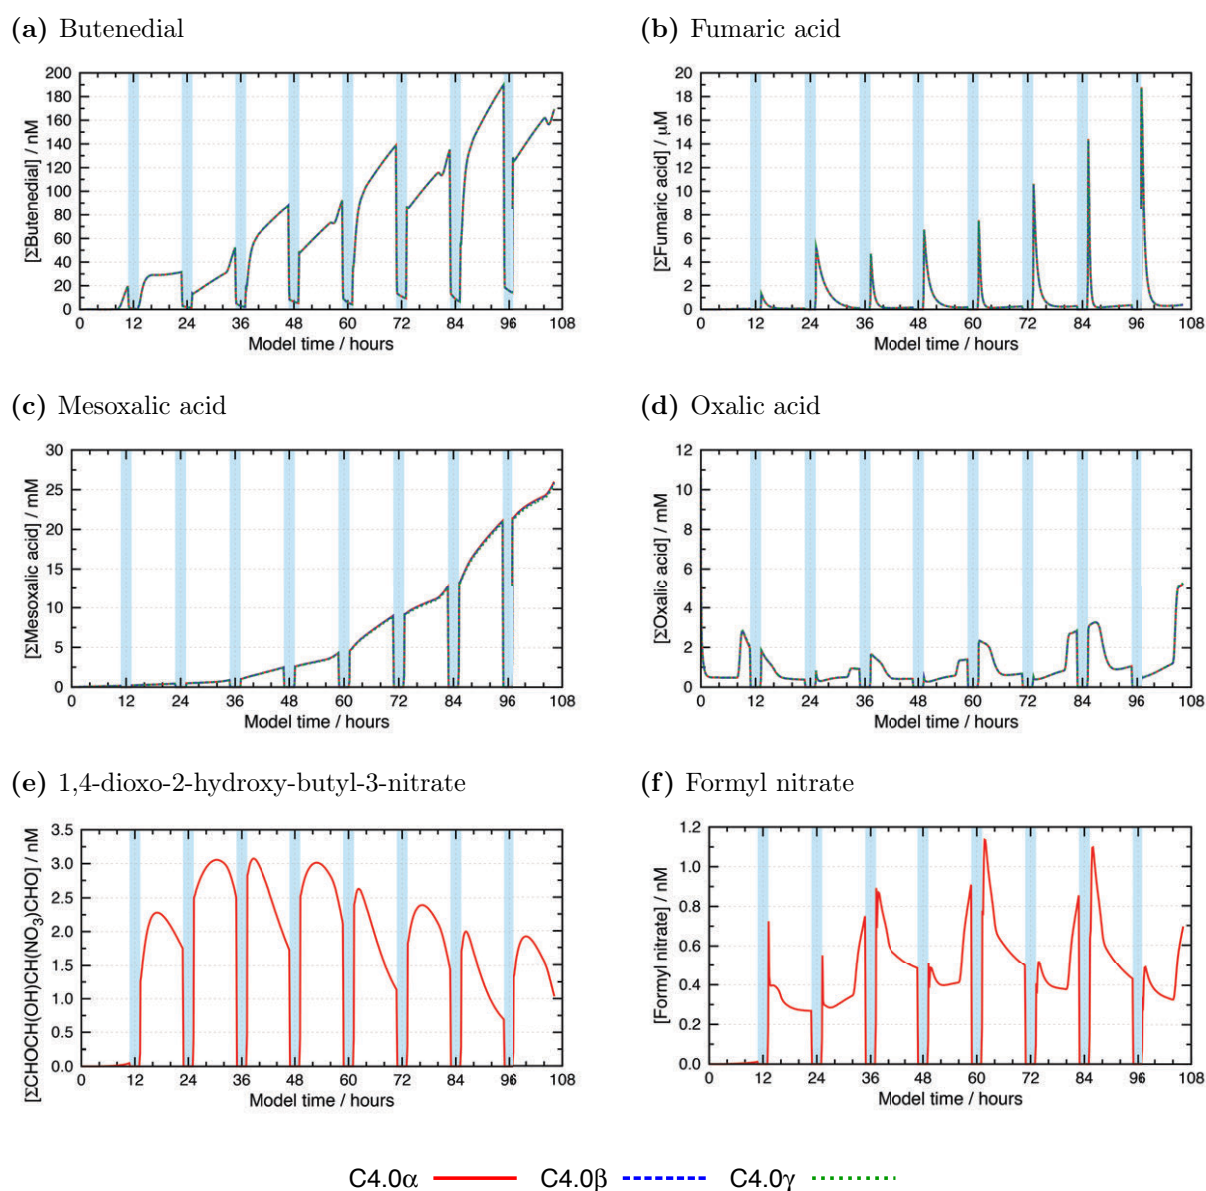 (a) Butenedial
[ΣButenedial] / nM
200
180
160
140
120
100
80
60
40
20
0
0 12 24 36 48 60 72 84 96 108
Model time / hours
(b) Fumaric acid
[ΣFumaric acid] / μM
20
18
16
14
12
10
8
6
4
2
0
0 12 24 36 48 60 72 84 96 108
Model time / hours
(c) Mesoxalic acid
[ΣMesoxalic acid] / mM
30
25
20
15
10
5
0
0 12 24 36 48 60 72 84 96 108
Model time / hours
(d) Oxalic acid
[ΣOxalic acid] / mM
12
10
8
6
4
2
0
0 12 24 36 48 60 72 84 96 108
Model time / hours
(e) 1,4-dioxo-2-hydroxy-butyl-3-nitrate
[ΣCHOCH(OH)CH(NO3)CHO] / nM
3.5
3.0
2.5
2.0
1.5
1.0
0.5
0.0
0 12 24 36 48 60 72 84 96 108
Model time / hours
(f) Formyl nitrate
[Formyl nitrate] / nM
1.2
1.0
0.8
0.6
0.4
0.2
0.0
0 12 24 36 48 60 72 84 96 108
Model time / hours
C4.0α C4.0β C4.0γ